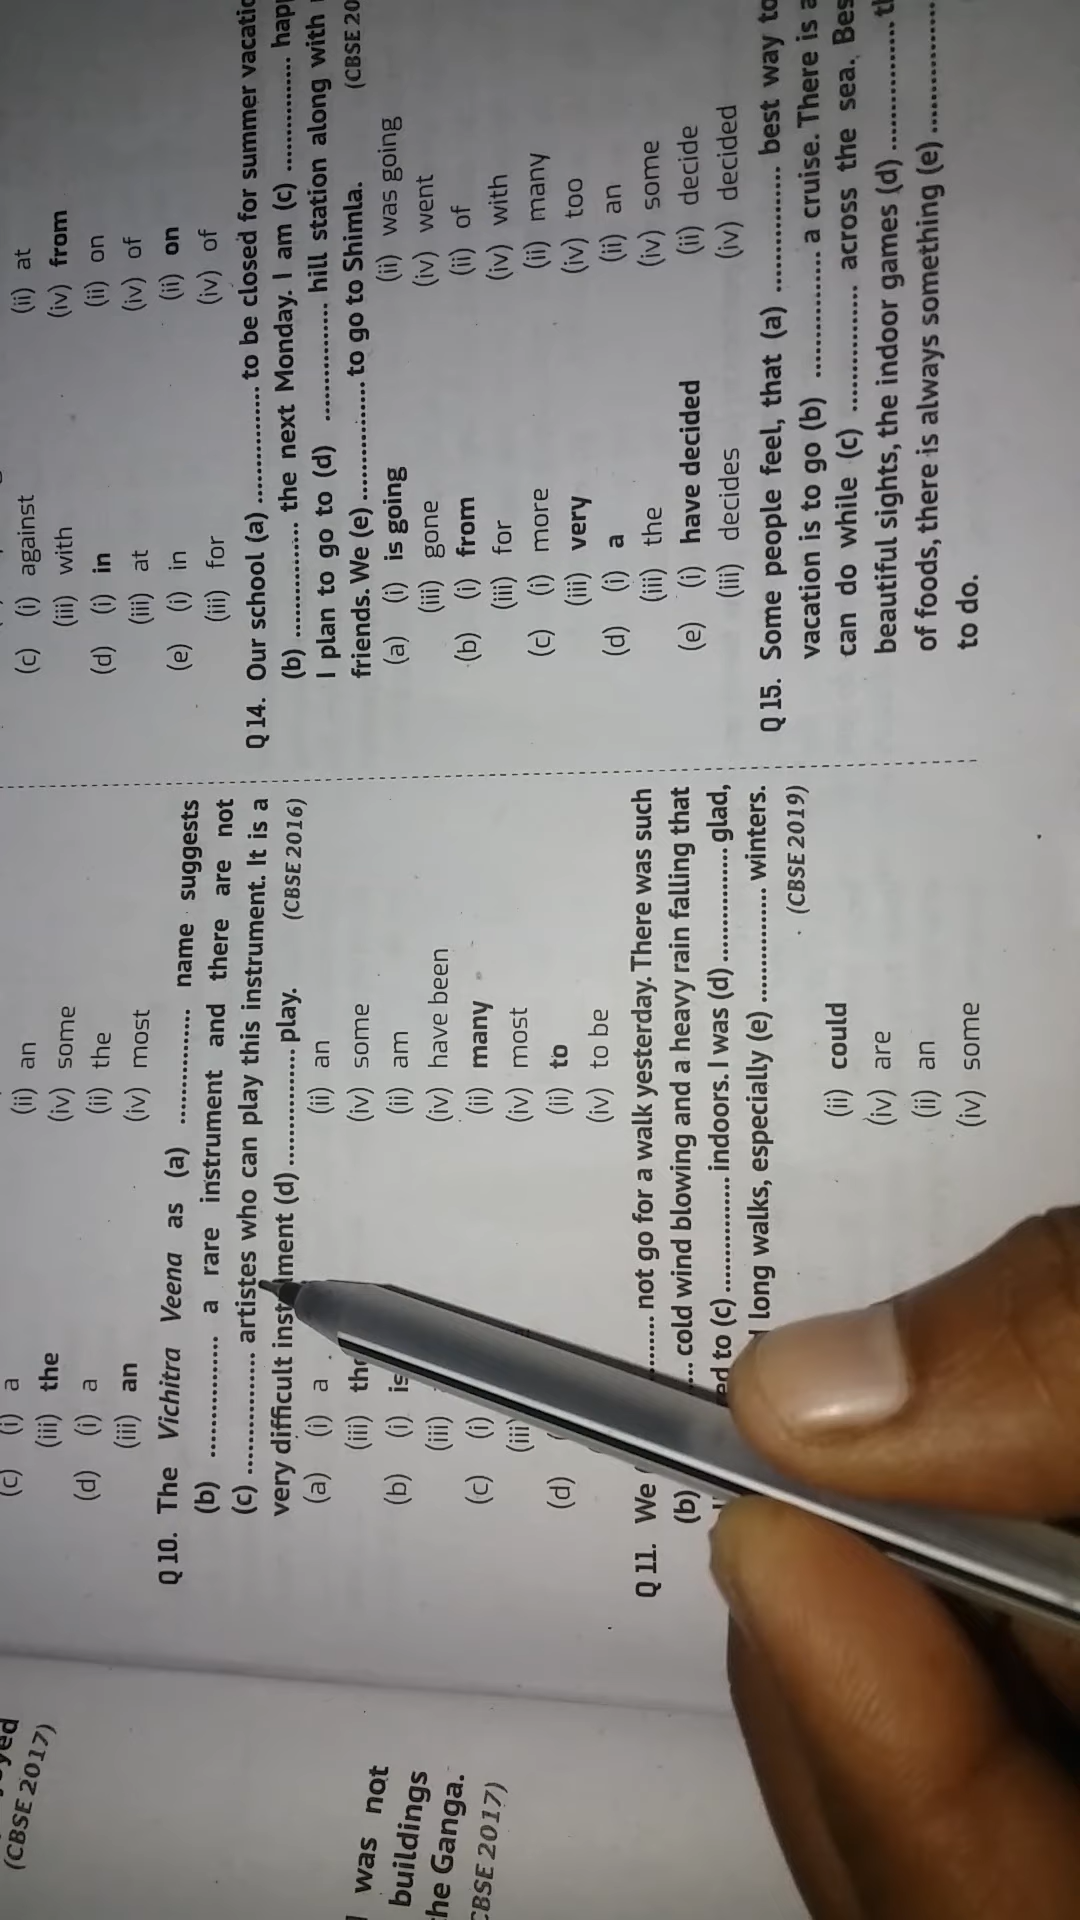 yed
(CBSE 2017)
was not
buildings
he Ganga.
CBSE 2017)
(c) (i) a (ii) an
(iii) the (iv) some
(d) (i) a (ii) the
(iii) an (iv) most
Q 10. The Vichitra Veena as (a) .............. name suggests
(b) .............. a rare instrument and there are not
(c) .............. artistes who can play this instrument. It is a
very difficult inst ment (d) .............. play. (CBSE 2016)
(a) (i) a (ii) an
(iii) the (iv) some
(b) (i) is (ii) am
(iii) (iv) have been
(c) (i) (ii) many
(iii) (iv) most
(d) (ii) to
(iv) to be
Q 11. We ( .......... not go for a walk yesterday. There was such
(b) .... cold wind blowing and a heavy rain falling that
ed to (c) .............. indoors. I was (d) .............. glad,
long walks, especially (e) .............. winters.
(CBSE 2019)
(ii) could
(iv) are
(ii) an
(iv) some
(c) (i) against (ii) at
(iii) with (iv) from
(d) (i) in (ii) on
(iii) at (iv) of
(e) (i) in (ii) on
(iii) for (iv) of
Q 14. Our school (a) .............. to be closed for summer vacatio
(b) .............. the next Monday. I am (c) .............. hap
I plan to go to (d) .............. hill station along with
friends. We (e) .............. to go to Shimla. (CBSE 20
(a) (i) is going (ii) was going
(iii) gone (iv) went
(b) (i) from (ii) of
(iii) for (iv) with
(c) (i) more (ii) many
(iii) very (iv) too
(d) (i) a (ii) an
(iii) the (iv) some
(e) (i) have decided (ii) decide
(iii) decides (iv) decided
Q 15. Some people feel, that (a) .............. best way to
vacation is to go (b) .............. a cruise. There is a
can do while (c) .............. across the sea. Bes
beautiful sights, the indoor games (d) .............. t
of foods, there is always something (e) ..............
to do.